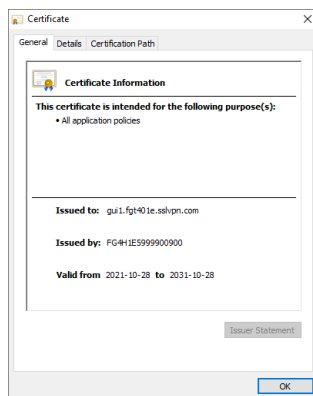 Certificate
General Details Certification Path
Certificate Information
This certificate is intended for the following purpose(s):
• All application policies
Issued to: gui1.fgt401e.sslvpn.com
Issued by: FG4H1E5999900900
Valid from 2021-10-28 to 2031-10-28
Issuer Statement
OK